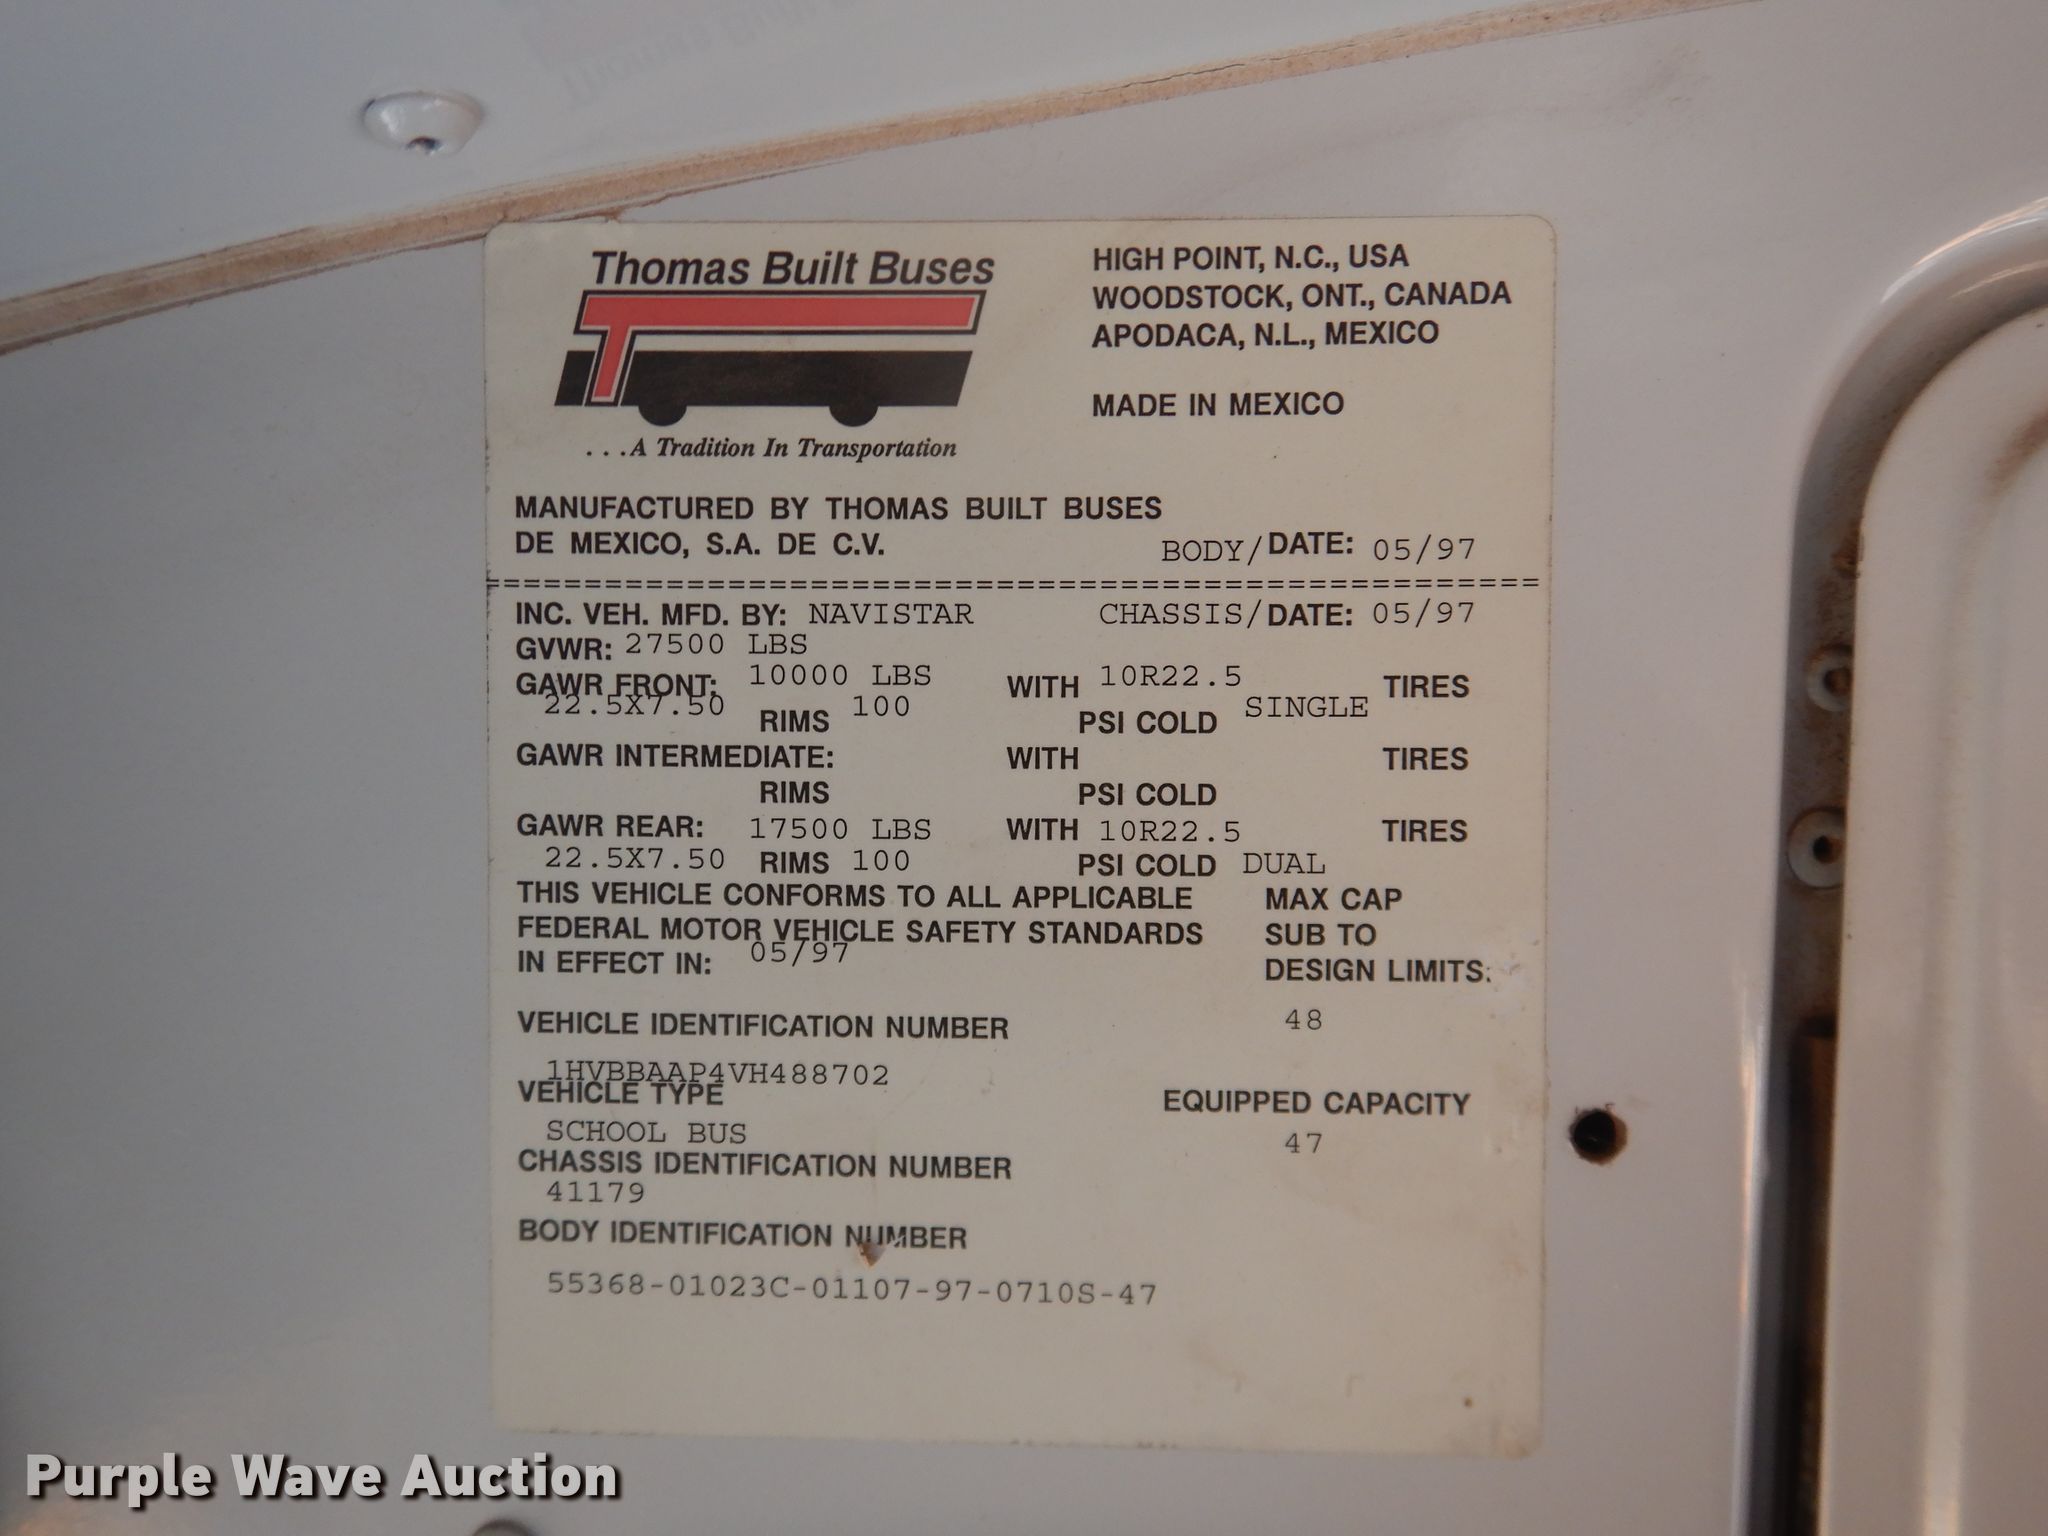 Thomas Built Buses
T
...A Tradition In Transportation
HIGH POINT, N.C., USA
WOODSTOCK, ONT., CANADA
APODACA, N.L., MEXICO
MADE IN MEXICO
MANUFACTURED BY THOMAS BUILT BUSES
DE MEXICO, S.A. DE C.V. BODY/DATE: 05/97
INC. VEH. MFD. BY: NAVISTAR CHASSIS/DATE: 05/97
GVWR: 27500 LBS
GAWR FRONT: 10000 LBS WITH 10R22.5 TIRES
22.5X7.50 RIMS 100 PSI COLD SINGLE
GAWR INTERMEDIATE: WITH TIRES
RIMS PSI COLD
GAWR REAR: 17500 LBS WITH 10R22.5 TIRES
22.5X7.50 RIMS 100 PSI COLD DUAL
THIS VEHICLE CONFORMS TO ALL APPLICABLE
FEDERAL MOTOR VEHICLE SAFETY STANDARDS
IN EFFECT IN: 05/97
MAX CAP
SUB TO
DESIGN LIMITS:
48
VEHICLE IDENTIFICATION NUMBER
1HVBBAAP4VH488702
VEHICLE TYPE
SCHOOL BUS
EQUIPPED CAPACITY
47
CHASSIS IDENTIFICATION NUMBER
41179
BODY IDENTIFICATION NUMBER
55368-01023C-01107-97-0710S-47
Purple Wave Auction